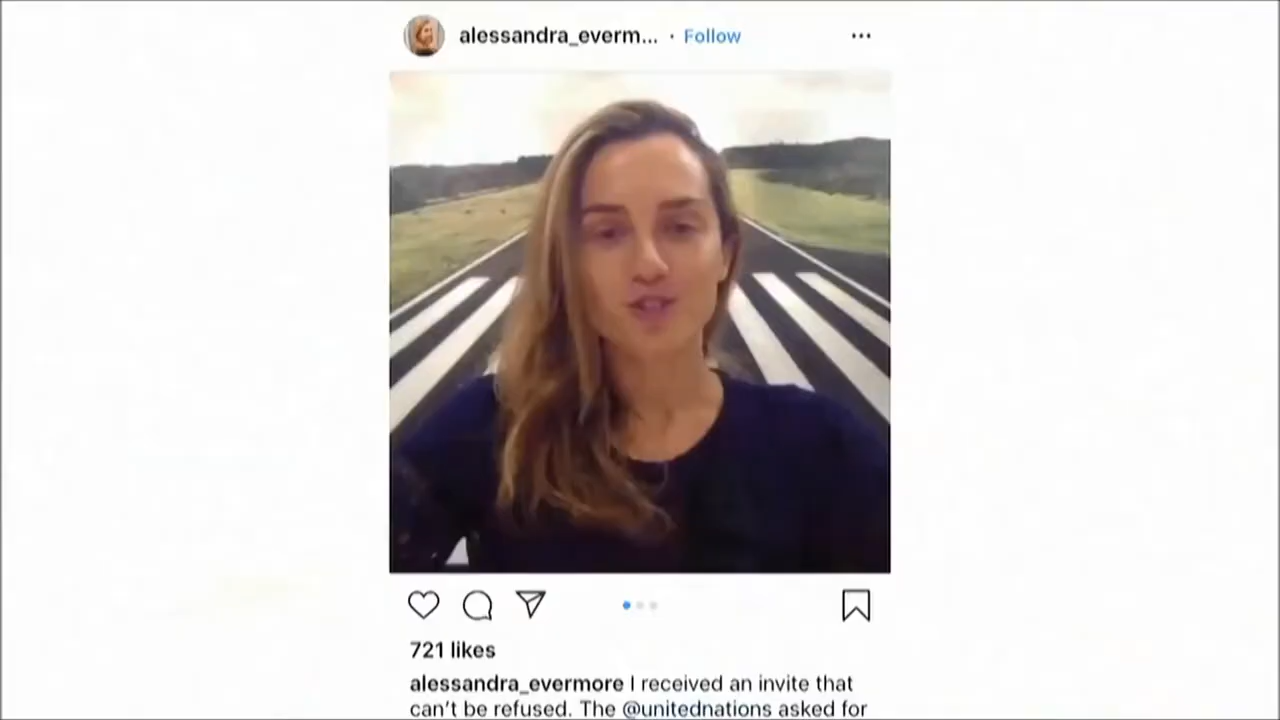 alessandra_everm... · Follow
721 likes
alessandra_evermore I received an invite that
can't be refused. The @unitednations asked for